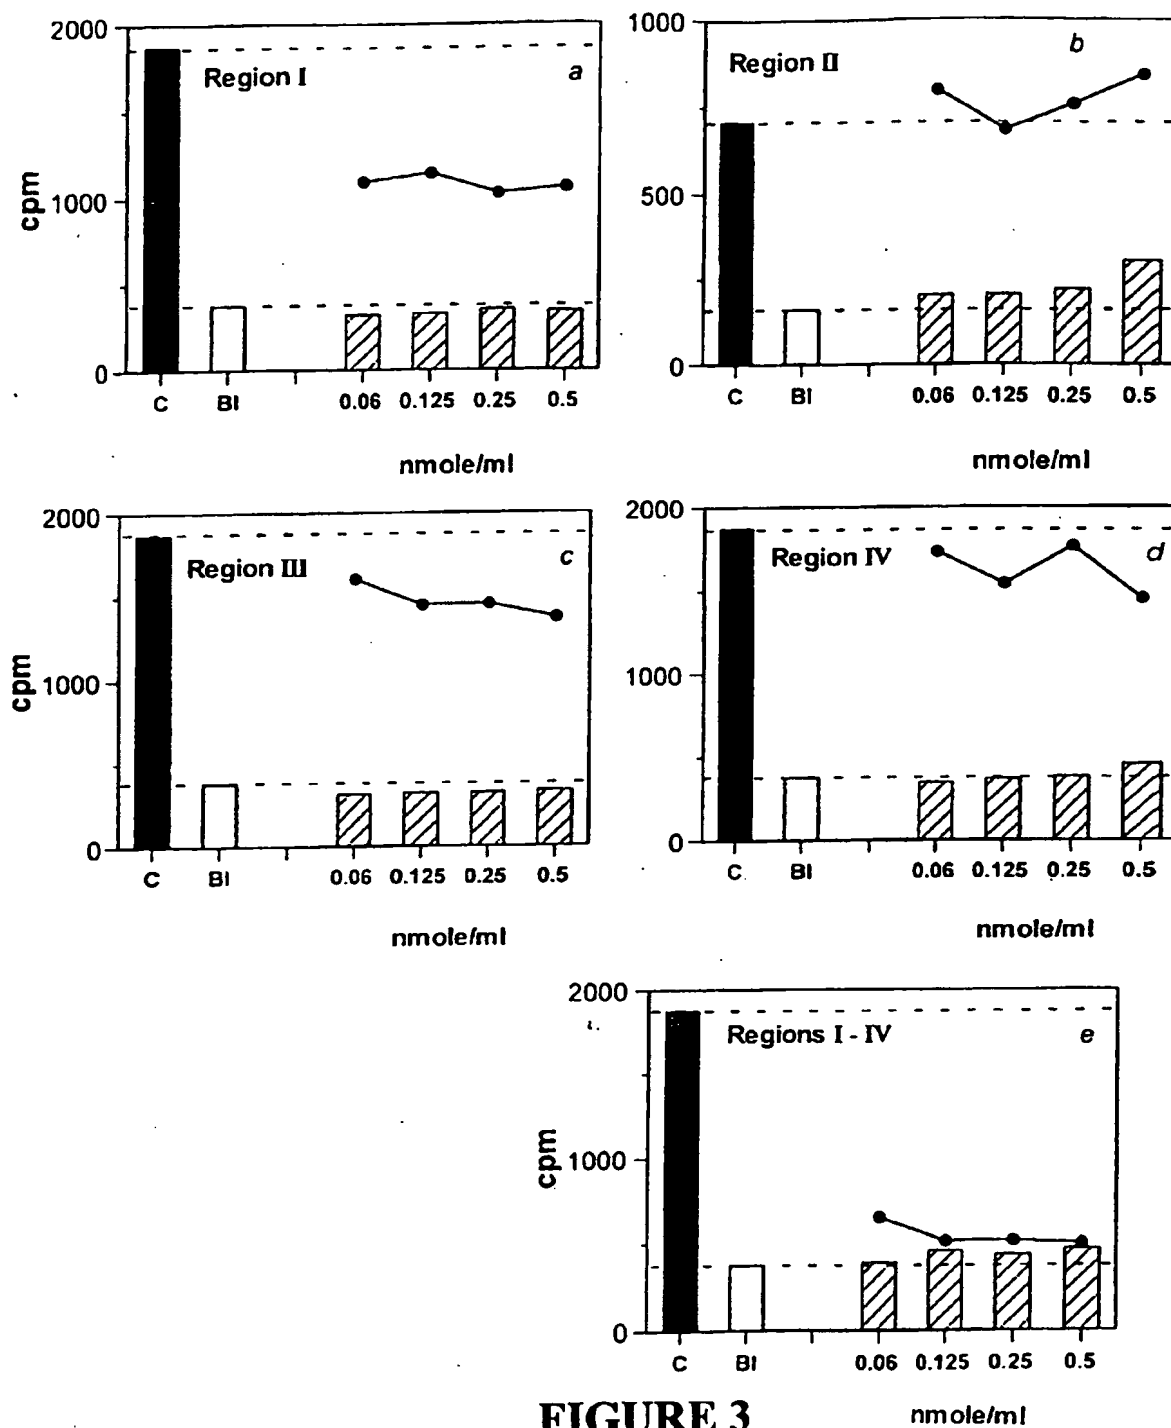 2000
1000
0
cpm
Region I
a
C
BI
0.06
0.125
0.25
0.5
nmole/ml
1000
500
0
Region II
b
C
BI
0.06
0.125
0.25
0.5
nmole/ml
2000
1000
0
cpm
Region III
c
C
BI
0.06
0.125
0.25
0.5
nmole/ml
2000
1000
0
Region IV
d
C
BI
0.06
0.125
0.25
0.5
nmole/ml
2000
1000
0
cpm
Regions I - IV
e
C
BI
0.06
0.125
0.25
0.5
nmole/ml
FIGURE 3